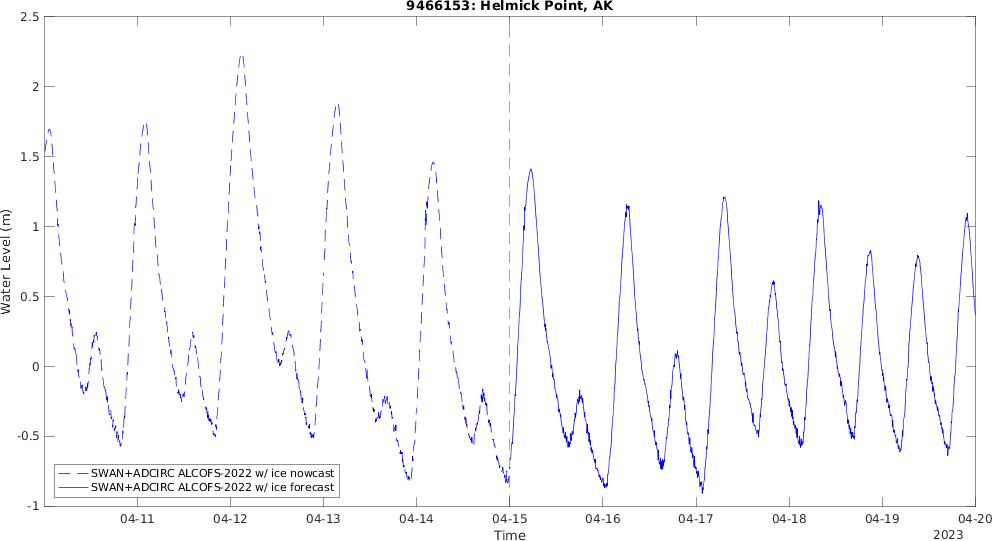 9466153: Helmick Point, AK
2.5
2
1.5
1
0.5
0
-0.5
-1
Water Level (m)
SWAN+ADCIRC ALCOFS-2022 w/ ice nowcast
SWAN+ADCIRC ALCOFS-2022 w/ ice forecast
04-11 04-12 04-13 04-14 04-15 04-16 04-17 04-18 04-19 04-20
Time
2023